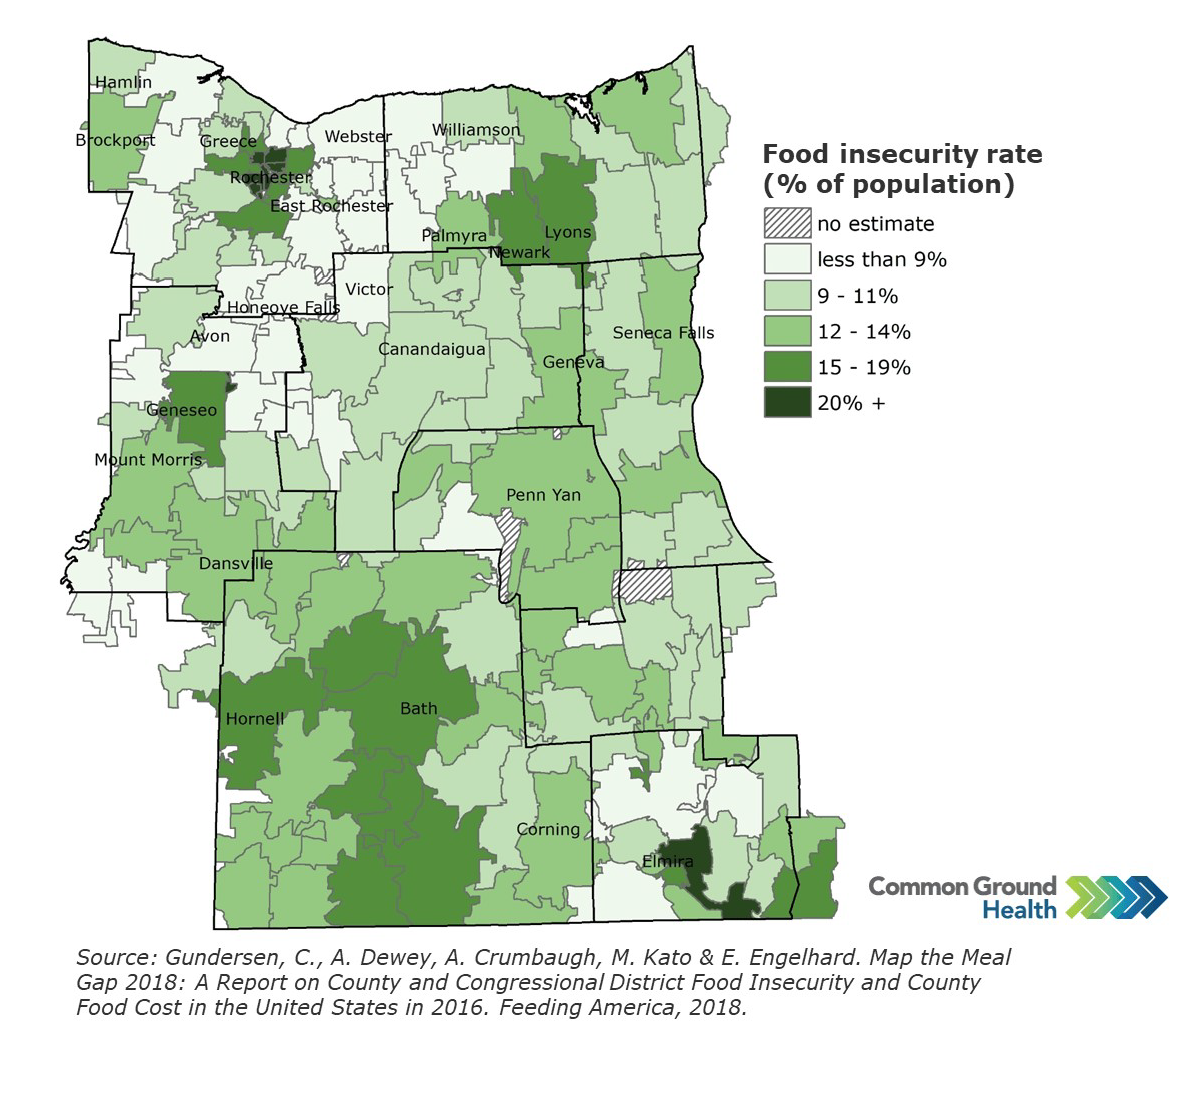 Hamlin
Brockport
Greece
Webster
Williamson
Rochester
East Rochester
Palmyra
Lyons
Newark
Food insecurity rate
(% of population)
no estimate
less than 9%
9 - 11%
12 - 14%
15 - 19%
20% +
Victor
Honeoye Falls
Avon
Canandaigua
Seneca Falls
Geneva
Geneseo
Mount Morris
Penn Yan
Dansville
Hornell
Bath
Corning
Elmira
Common Ground
Health
Source: Gundersen, C., A. Dewey, A. Crumbaugh, M. Kato & E. Engelhard. Map the Meal
Gap 2018: A Report on County and Congressional District Food Insecurity and County
Food Cost in the United States in 2016. Feeding America, 2018.